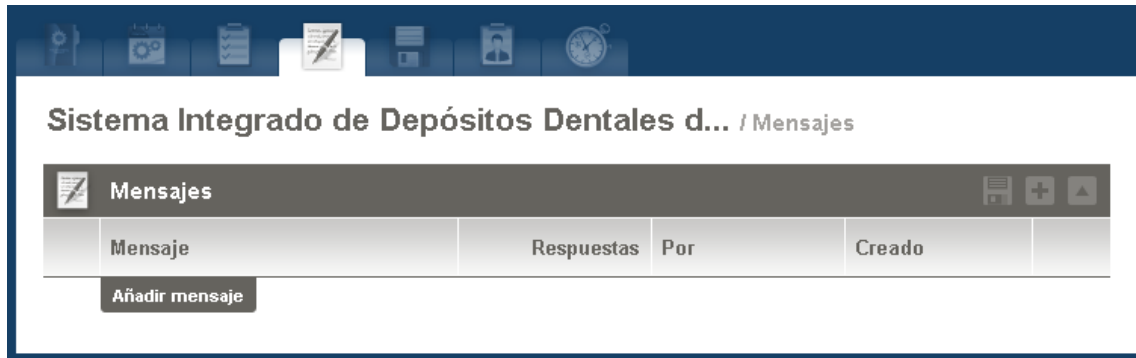 Sistema Integrado de Depósitos Dentales d... / Mensajes
Mensajes
Mensaje Respuestas Por Creado
Añadir mensaje